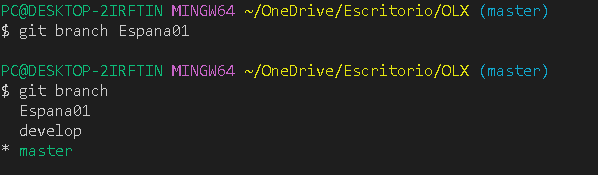 PC@DESKTOP-2IRFTIN MINGW64 ~/OneDrive/Escritorio/OLX (master)
$ git branch Espana01
PC@DESKTOP-2IRFTIN MINGW64 ~/OneDrive/Escritorio/OLX (master)
$ git branch
Espana01
develop
* master